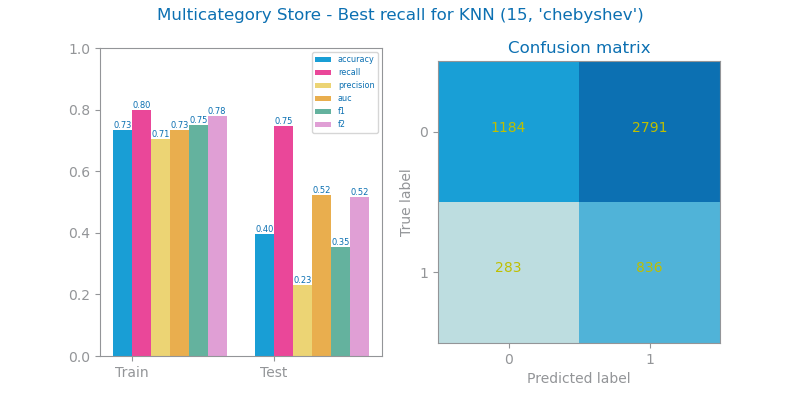 Multicategory Store - Best recall for KNN (15, 'chebyshev')
1.0
0.8
0.6
0.4
0.2
0.0
accuracy
recall
precision
auc
f1
f2
0.73
0.80
0.71
0.73
0.75
0.78
0.40
0.75
0.23
0.52
0.35
0.52
Train
Test
Confusion matrix
True label
0
1
1184
2791
283
836
0
1
Predicted label